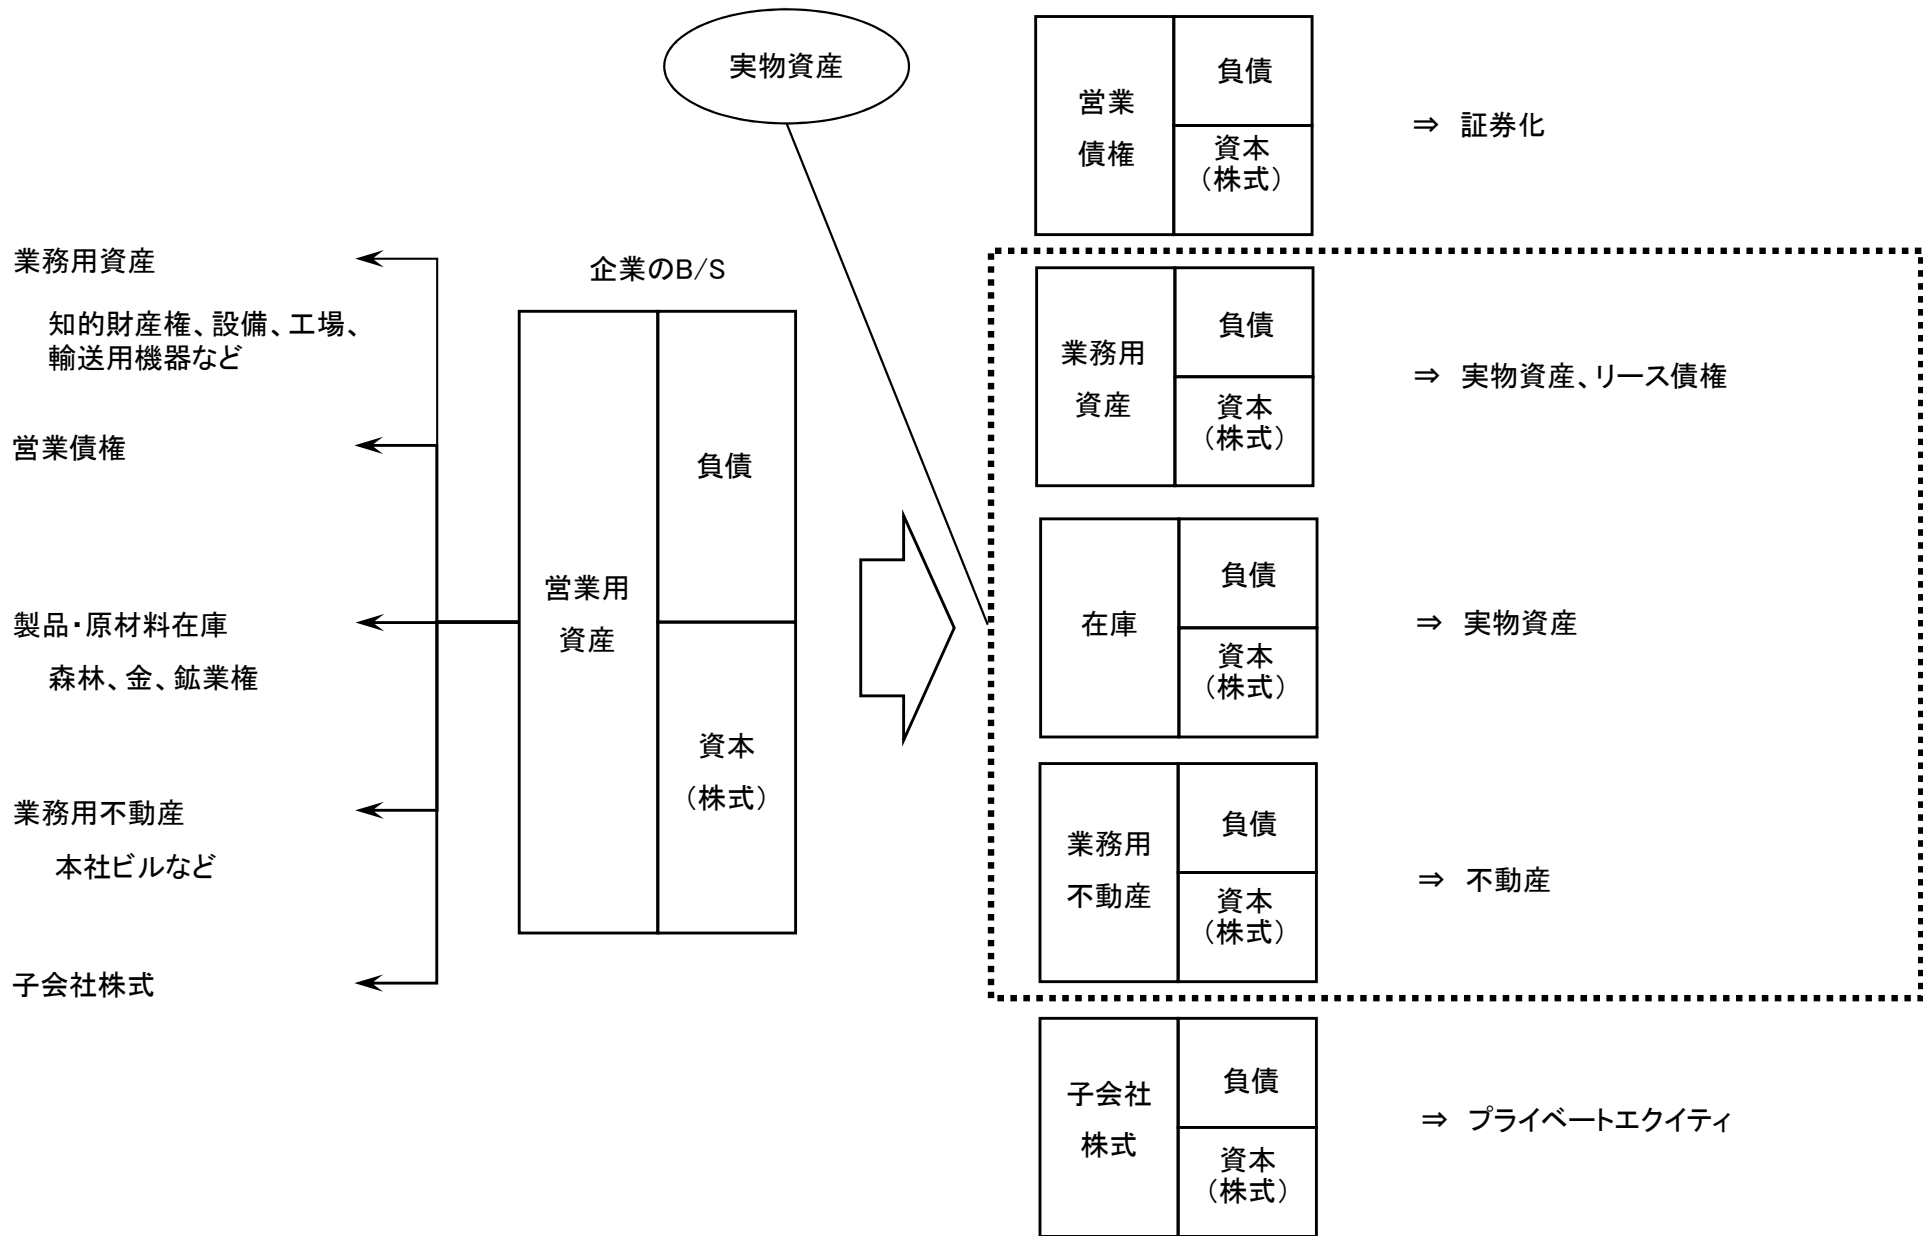 実物資産
業務用資産
知的財産権、設備、工場、
輸送用機器など
営業債権
製品・原材料在庫
森林、金、鉱業権
業務用不動産
本社ビルなど
子会社株式
企業のB/S
営業用
資産
負債
資本
（株式）
営業
債権
負債
資本
（株式）
⇒ 証券化
業務用
資産
負債
資本
（株式）
⇒ 実物資産、リース債権
在庫
負債
資本
（株式）
⇒ 実物資産
業務用
不動産
負債
資本
（株式）
⇒ 不動産
子会社
株式
負債
資本
（株式）
⇒ プライベートエクイティ